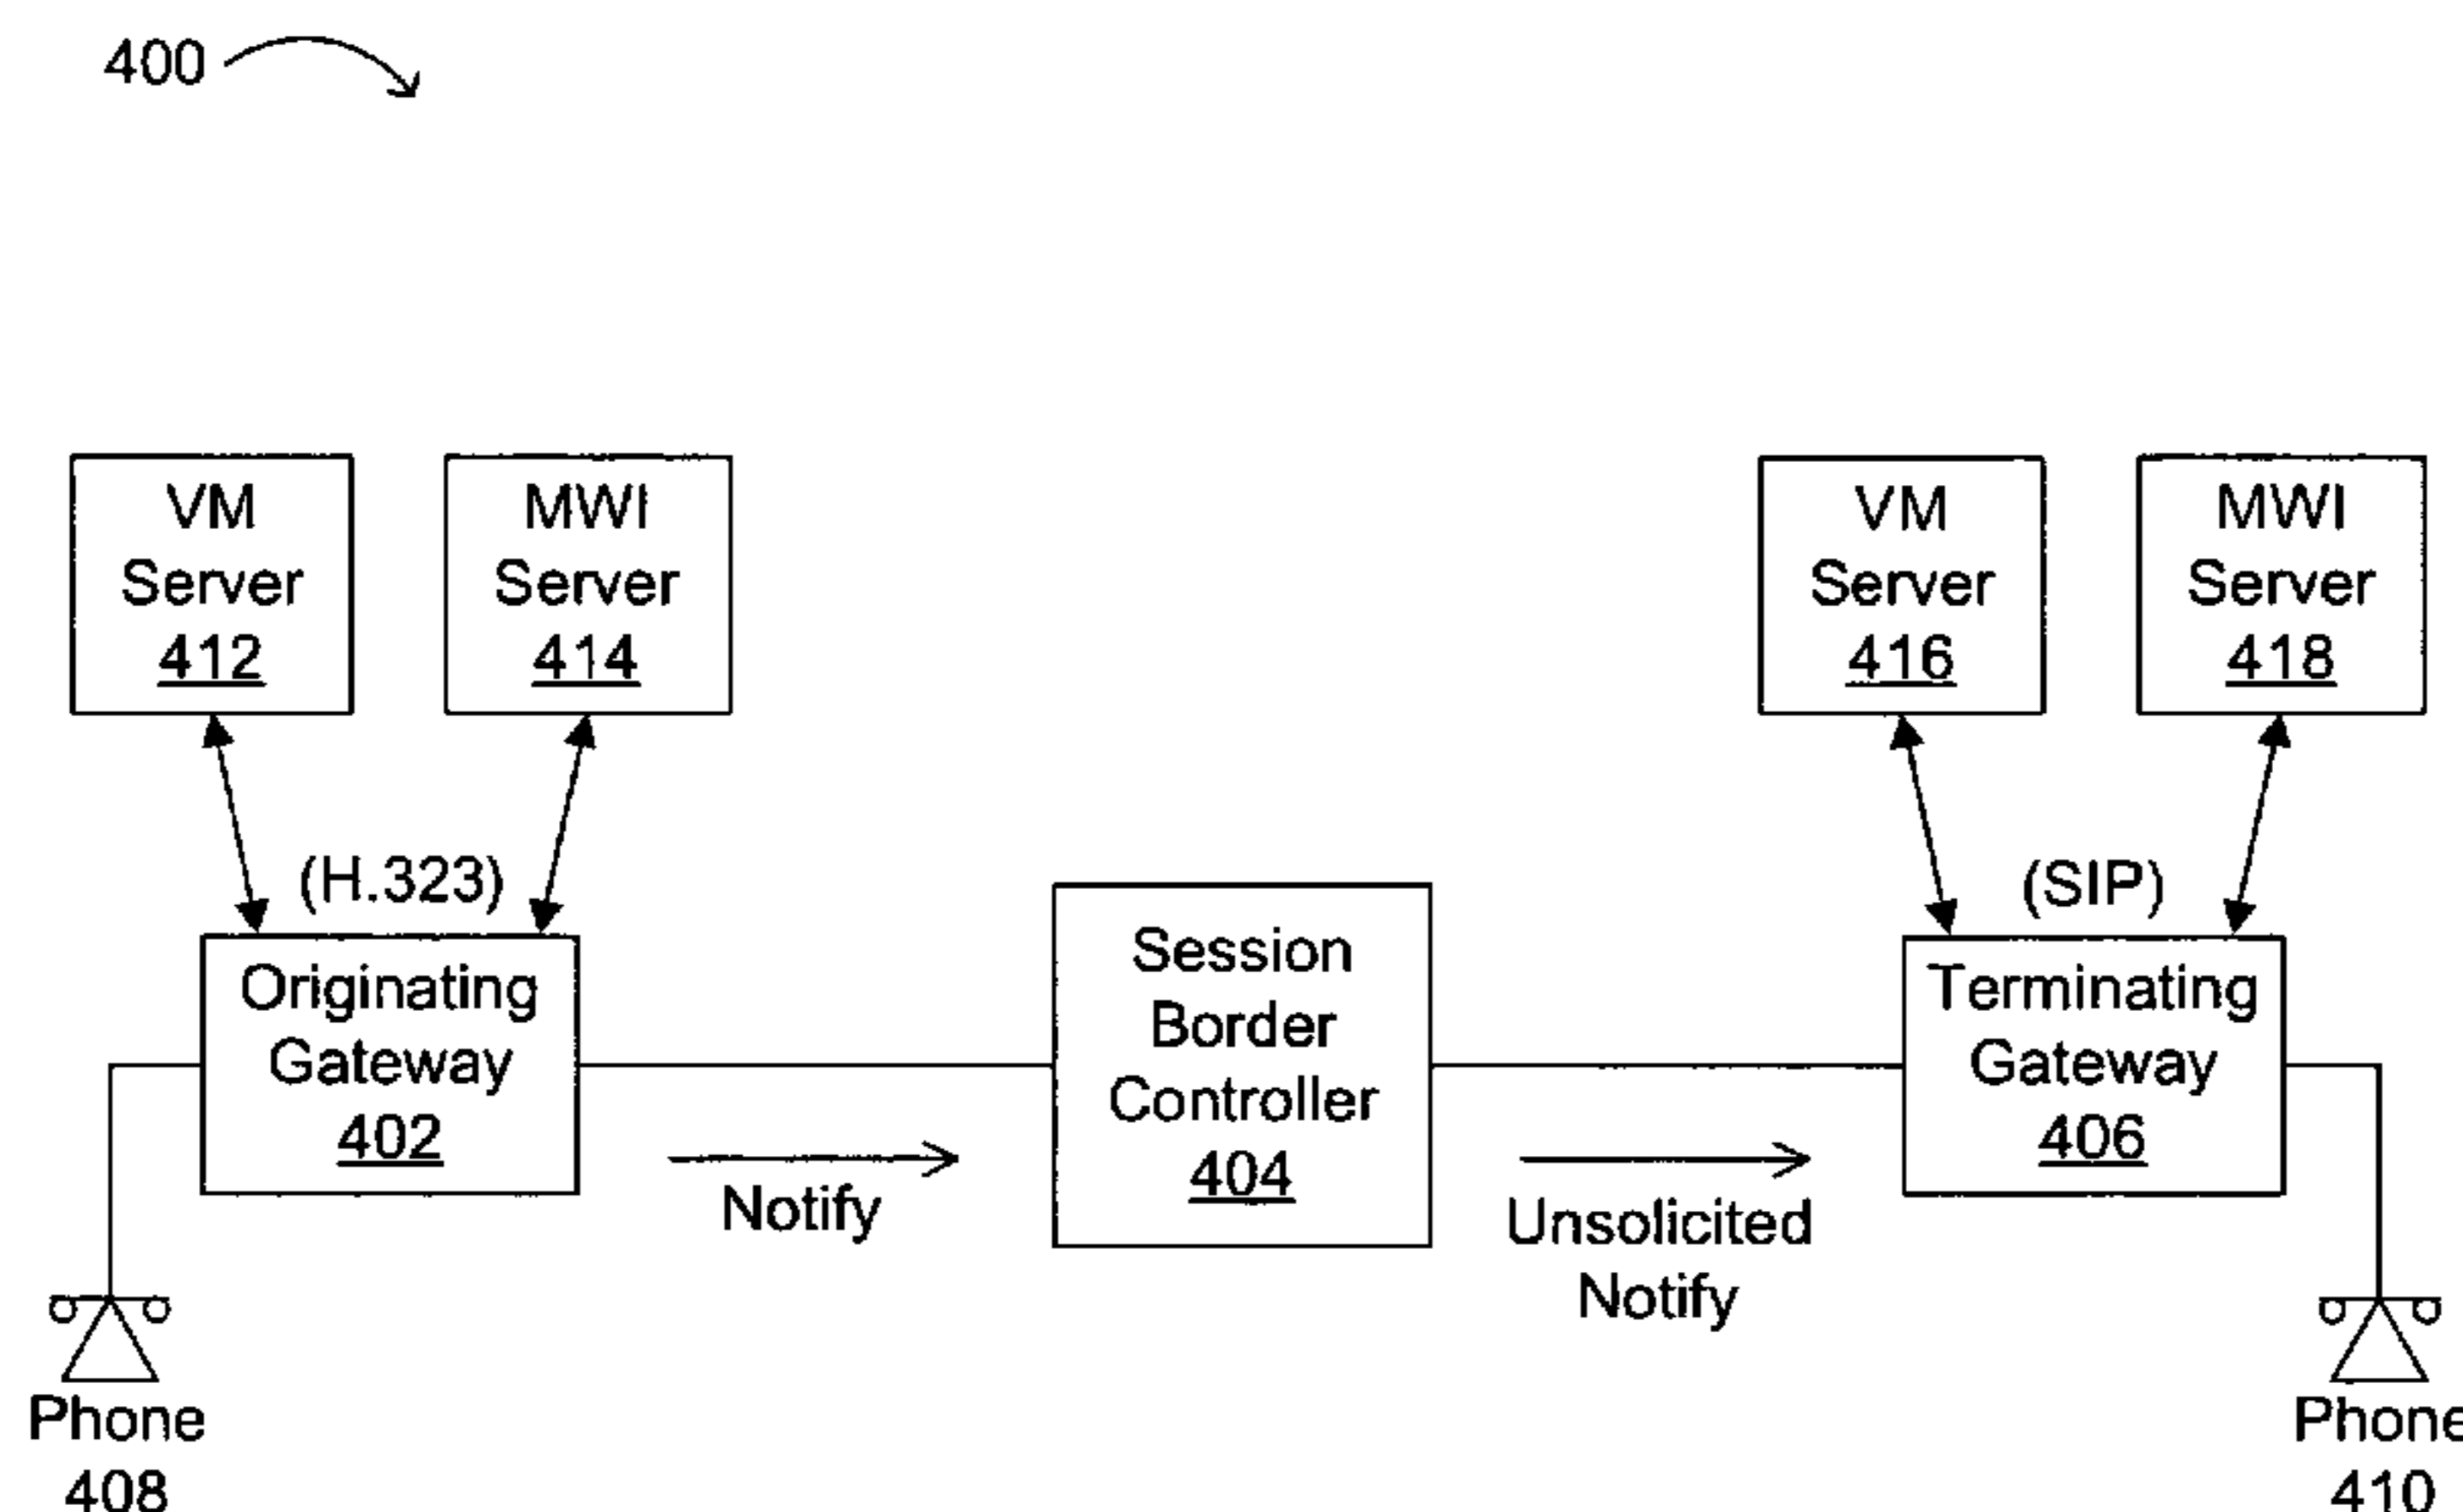 400
VM
Server
412
MWI
Server
414
VM
Server
416
MWI
Server
418
(H.323)
(SIP)
Originating
Gateway
402
Session
Border
Controller
404
Terminating
Gateway
406
Notify
Unsolicited
Notify
Phone
408
Phone
410